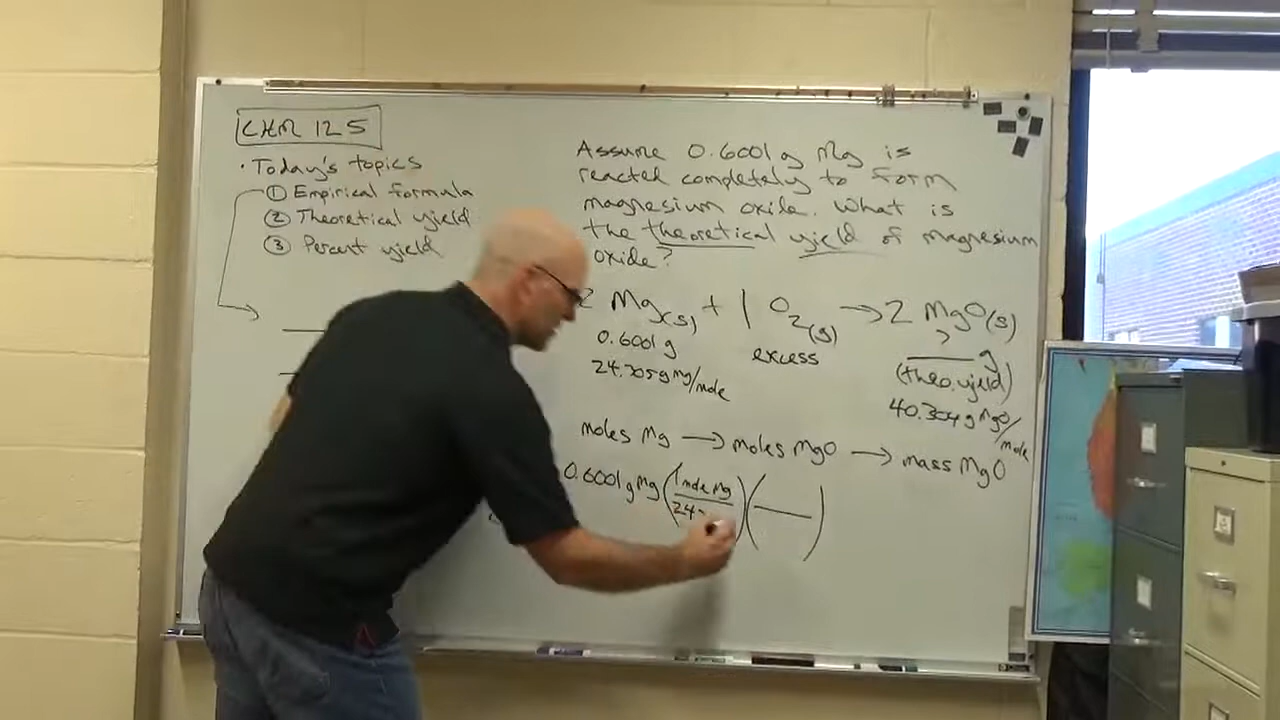 CHM 125
• Today's topics
① Empirical formula
② Theoretical yield
③ Percent yield
Assume 0.6001 g Mg is
reacted completely to form
magnesium oxide. What is
the theoretical yield of magnesium
oxide?
2 Mg(s) + 1 O2(g) → 2 MgO(s)
0.6001 g
excess
? g
24.305 g Mg/mole
(theo. yield)
40.304 g MgO/mole
moles Mg → moles MgO → mass MgO
0.6001 g Mg (1 mole Mg
24.